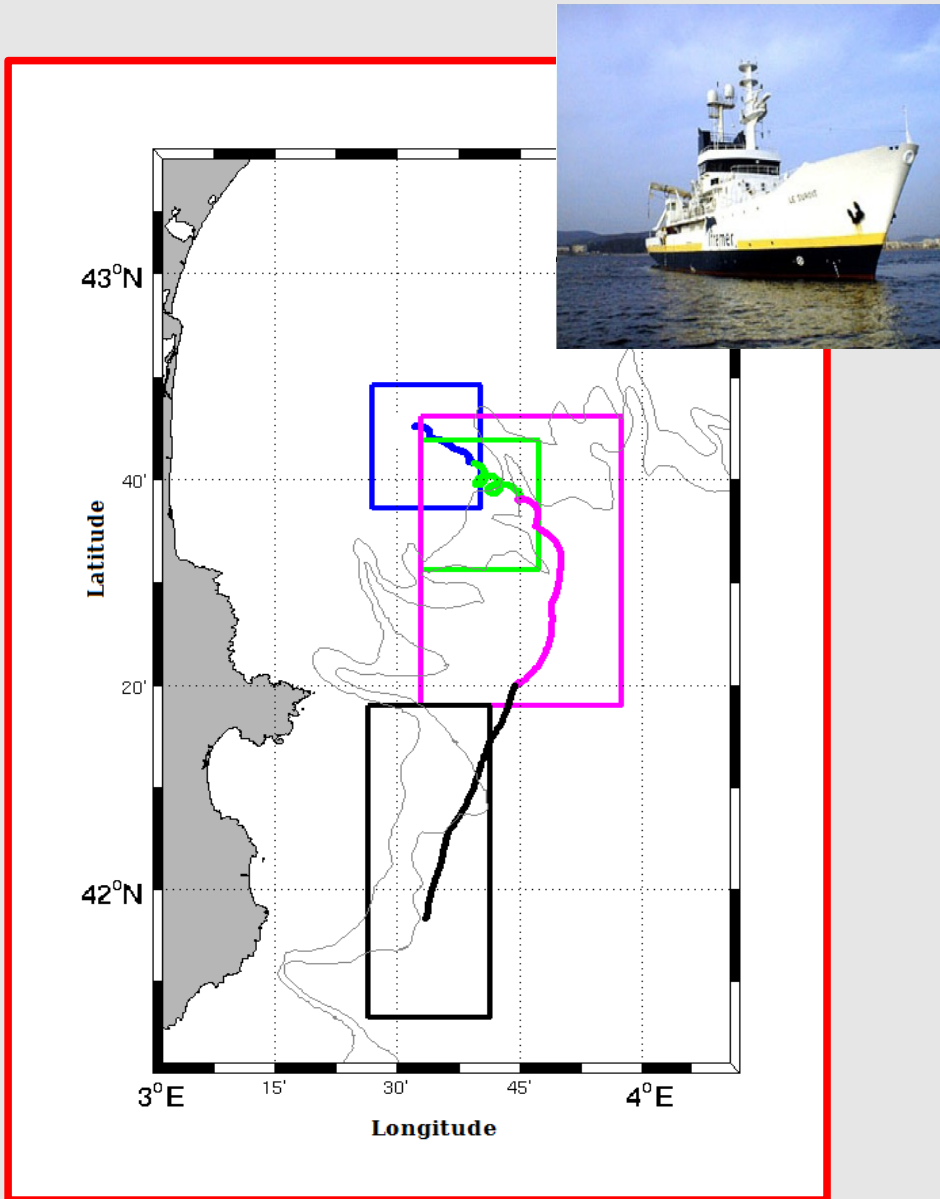 LE SUROIT
Ifremer
43°N
40'
Latitude
20'
42°N
3°E
15'
30'
45'
4°E
Longitude